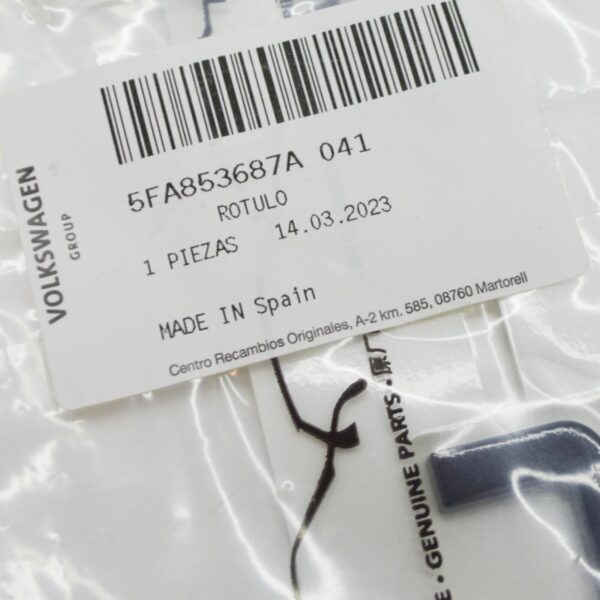 5FA853687A 041
ROTULO
1 PIEZAS 14.03.2023
MADE IN Spain
Centro Recambios Originales, A-2 km. 585, 08760 Martorell
VOLKSWAGEN
GROUP
E · GENUINE PARTS · 原